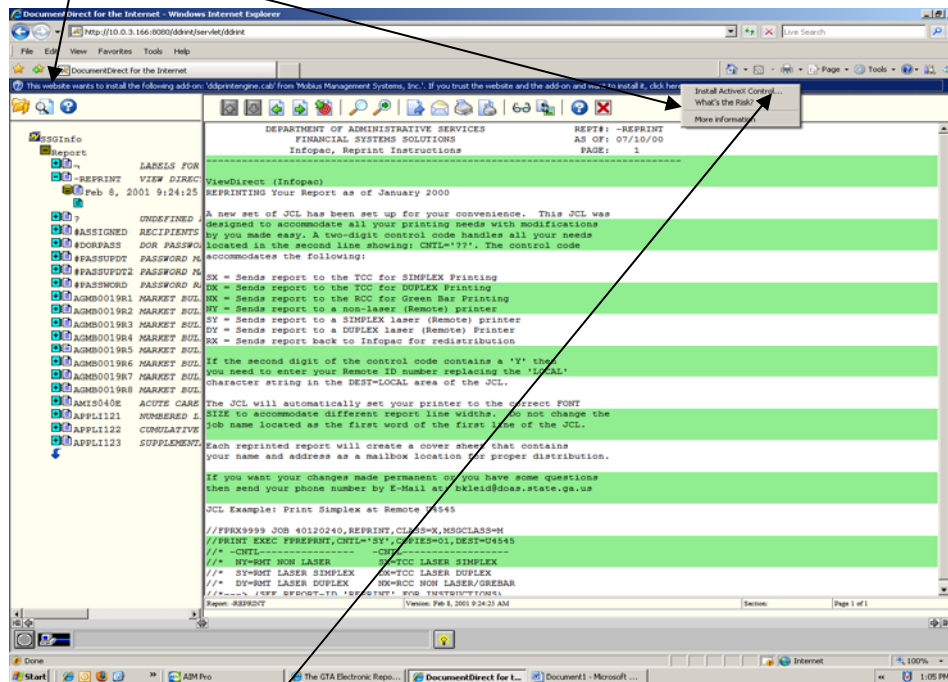 DocumentDirect for the Internet - Windows Internet Explorer
http://10.0.3.166:8080/ddrint/servlet/ddrint
Live Search
File Edit View Favorites Tools Help
DocumentDirect for the Internet
Page Tools
This website wants to install the following add-on: 'ddprintengine.cab' from 'Mobius Management Systems, Inc.'. If you trust the website and the add-on and want to install it, click here
Install ActiveX Control...
What's the Risk?
More information
SSGInfo
Report
LABELS FOR
-REPRINT VIEW DIREC
Feb 8, 2001 9:24:25
? UNDEFINED
#ASSIGNED RECIPIENTS
#DORPASS DOR PASSWO
#PASSUPDT PASSWORD M
#PASSUPDT2 PASSWORD M
#PASSWORD PASSWORD R
AGMB0019R1 MARKET BUL
AGMB0019R2 MARKET BUL
AGMB0019R3 MARKET BUL
AGMB0019R4 MARKET BUL
AGMB0019R5 MARKET BUL
AGMB0019R6 MARKET BUL
AGMB0019R7 MARKET BUL
AGMB0019R8 MARKET BUL
AMIS040E ACUTE CARE
APPLI121 NUMBERED L
APPLI122 CUMULATIVE
APPLI123 SUPPLEMENT
DEPARTMENT OF ADMINISTRATIVE SERVICES REPT#: -REPRINT
FINANCIAL SYSTEMS SOLUTIONS AS OF: 07/10/00
Infopac, Reprint Instructions PAGE: 1
ViewDirect (Infopac)
REPRINTING Your Report as of January 2000
A new set of JCL has been set up for your convenience. This JCL was
designed to accommodate all your printing needs with modifications
by you made easy. A two-digit control code handles all your needs
located in the second line showing: CNTL='??'. The control code
accommodates the following:
SX = Sends report to the TCC for SIMPLEX Printing
DX = Sends report to the TCC for DUPLEX Printing
NX = Sends report to the RCC for Green Bar Printing
NY = Sends report to a non-laser (Remote) printer
SY = Sends report to a SIMPLEX laser (Remote) printer
DY = Sends report to a DUPLEX laser (Remote) Printer
RX = Sends report back to Infopac for redistribution
If the second digit of the control code contains a 'Y' then
you need to enter your Remote ID number replacing the 'LOCAL'
character string in the DEST=LOCAL area of the JCL.
The JCL will automatically set your printer to the correct FONT
SIZE to accommodate different report line widths. Do not change the
job name located as the first word of the first line of the JCL.
Each reprinted report will create a cover sheet that contains
your name and address as a mailbox location for proper distribution.
If you want your changes made permanent or you have some questions
then send your phone number by E-Mail at: bkleid@doas.state.ga.us
JCL Example: Print Simplex at Remote U4545
//FPRX9999 JOB 40120240,REPRINT,CLASS=X,MSGCLASS=M
//PRINT EXEC FPREPRNT,CNTL='SY',COPIES=01,DEST=U4545
//* -CNTL---------------- -CNTL-------------------
//* NY=RMT NON LASER SX=TCC LASER SIMPLEX
//* SY=RMT LASER SIMPLEX DX=TCC LASER DUPLEX
//* DY=RMT LASER DUPLEX NX=RCC NON LASER/GREBAR
//*---> (SEE REPORT-ID 'REPRINT' FOR INSTRUCTIONS)
Report: -REPRINT Version: Feb 8, 2001 9:24:25 AM Section: Page 1 of 1
Done Internet 100%
Start AIM Pro The GTA Electronic Repo... DocumentDirect for t... Document1 - Microsoft ... 1:05 PM